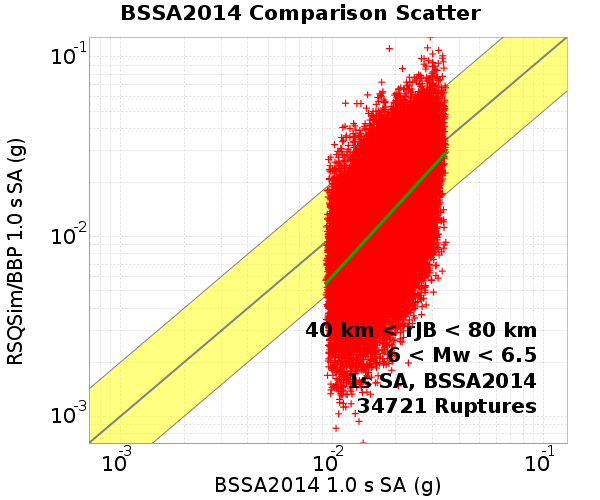 BSSA2014 Comparison Scatter
RSQSim/BBP 1.0 s SA (g)
10-1
10-2
10-3
40 km < rJB < 80 km
6 < Mw < 6.5
1s SA, BSSA2014
34721 Ruptures
10-3 10-2 10-1
BSSA2014 1.0 s SA (g)